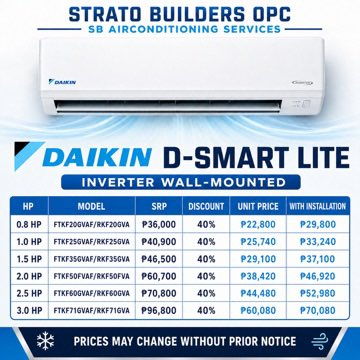 STRATO BUILDERS OPC
SB AIRCONDITIONING SERVICES
DAIKIN
Inverter
DAIKIN D-SMART LITE
INVERTER WALL-MOUNTED
HP MODEL SRP DISCOUNT UNIT PRICE WITH INSTALLATION
0.8 HP FTKF20GVAF/RKF20GVA ₱36,000 40% ₱22,800 ₱29,800
1.0 HP FTKF25GVAF/RKF25GVA ₱40,900 40% ₱25,740 ₱33,240
1.5 HP FTKF35GVAF/RKF35GVA ₱46,500 40% ₱29,100 ₱37,100
2.0 HP FTKF50FVAF/RKF50FVA ₱60,700 40% ₱38,420 ₱46,920
2.5 HP FTKF60GVAF/RKF60GVA ₱70,800 40% ₱44,480 ₱52,980
3.0 HP FTKF71GVAF/RKF71GVA ₱96,800 40% ₱60,080 ₱70,080
PRICES MAY CHANGE WITHOUT PRIOR NOTICE